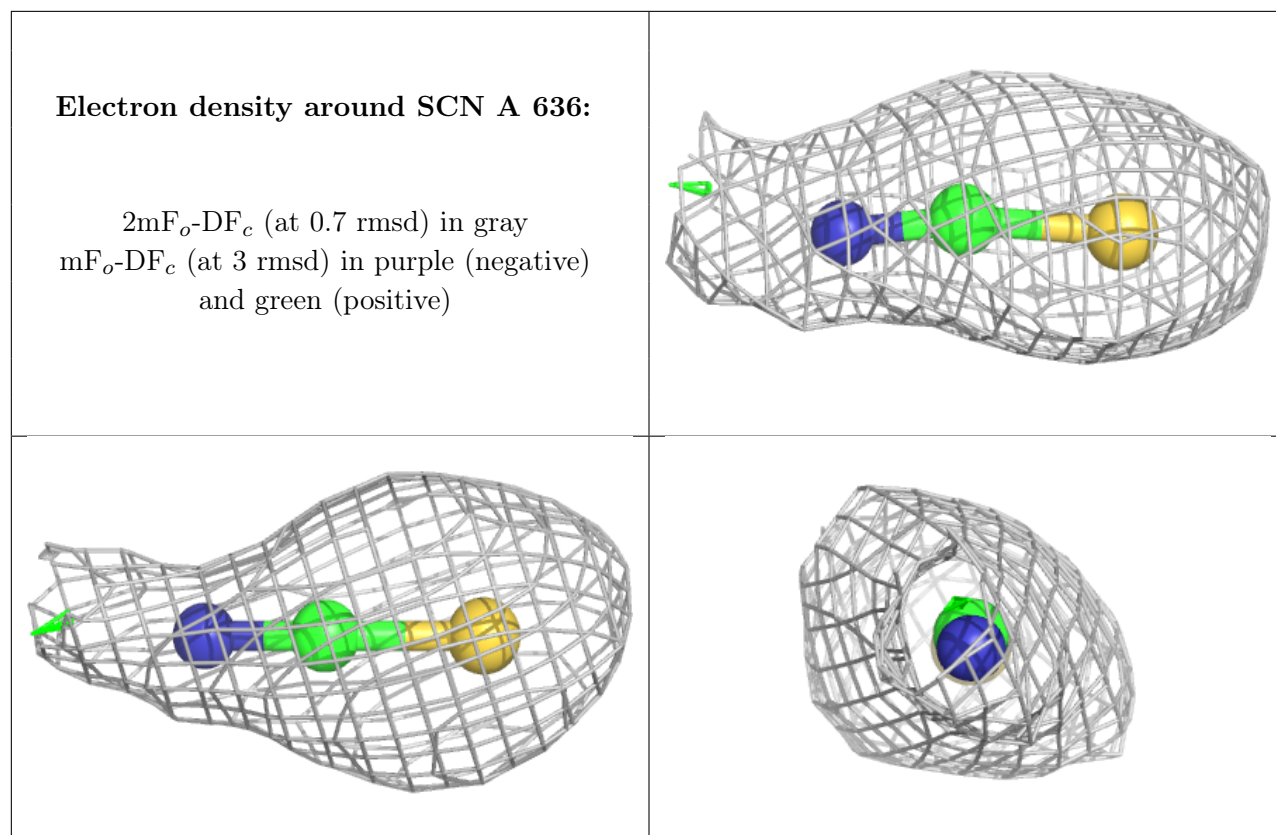 Electron density around SCN A 636:
2mFo-DFc (at 0.7 rmsd) in gray
mFo-DFc (at 3 rmsd) in purple (negative)
and green (positive)